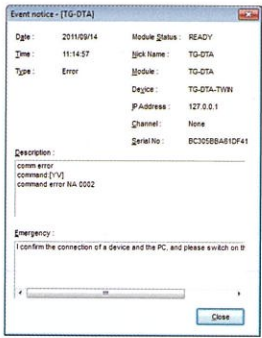 Event notice - [TG-DTA]
Date : 2011/09/14 Module Status : READY
Time : 11:14:57 Nick Name : TG-DTA
Type : Error Module : TG-DTA
Device : TG-DTA-TWIN
IP Address : 127.0.0.1
Channel : None
Serial No : BC305BBA81DF41
Description :
comm error
command [YV]
command error NA 0002
Emergency :
I confirm the connection of a device and the PC, and please switch on th
Close